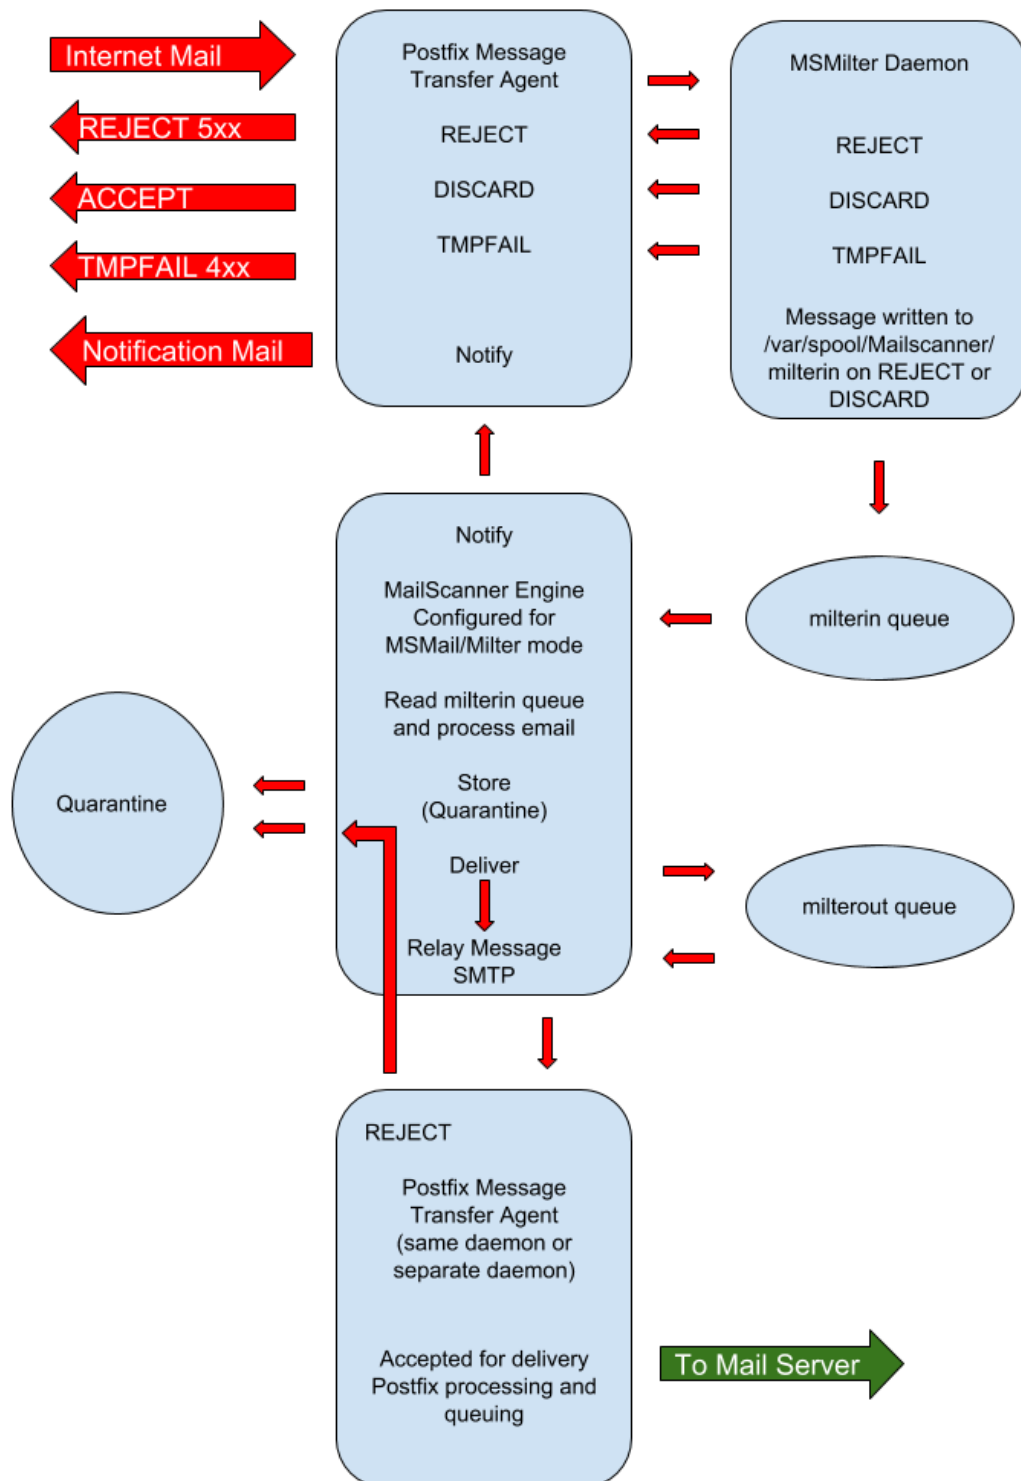 Internet Mail
REJECT 5xx
ACCEPT
TMPFAIL 4xx
Notification Mail
Postfix Message
Transfer Agent
REJECT
DISCARD
TMPFAIL
Notify
MSMilter Daemon
REJECT
DISCARD
TMPFAIL
Message written to
/var/spool/Mailscanner/
milterin on REJECT or
DISCARD
Notify
MailScanner Engine
Configured for
MSMail/Milter mode
Read milterin queue
and process email
Store
(Quarantine)
Deliver
Relay Message
SMTP
milterin queue
Quarantine
milterout queue
REJECT
Postfix Message
Transfer Agent
(same daemon or
separate daemon)
Accepted for delivery
Postfix processing and
queuing
To Mail Server